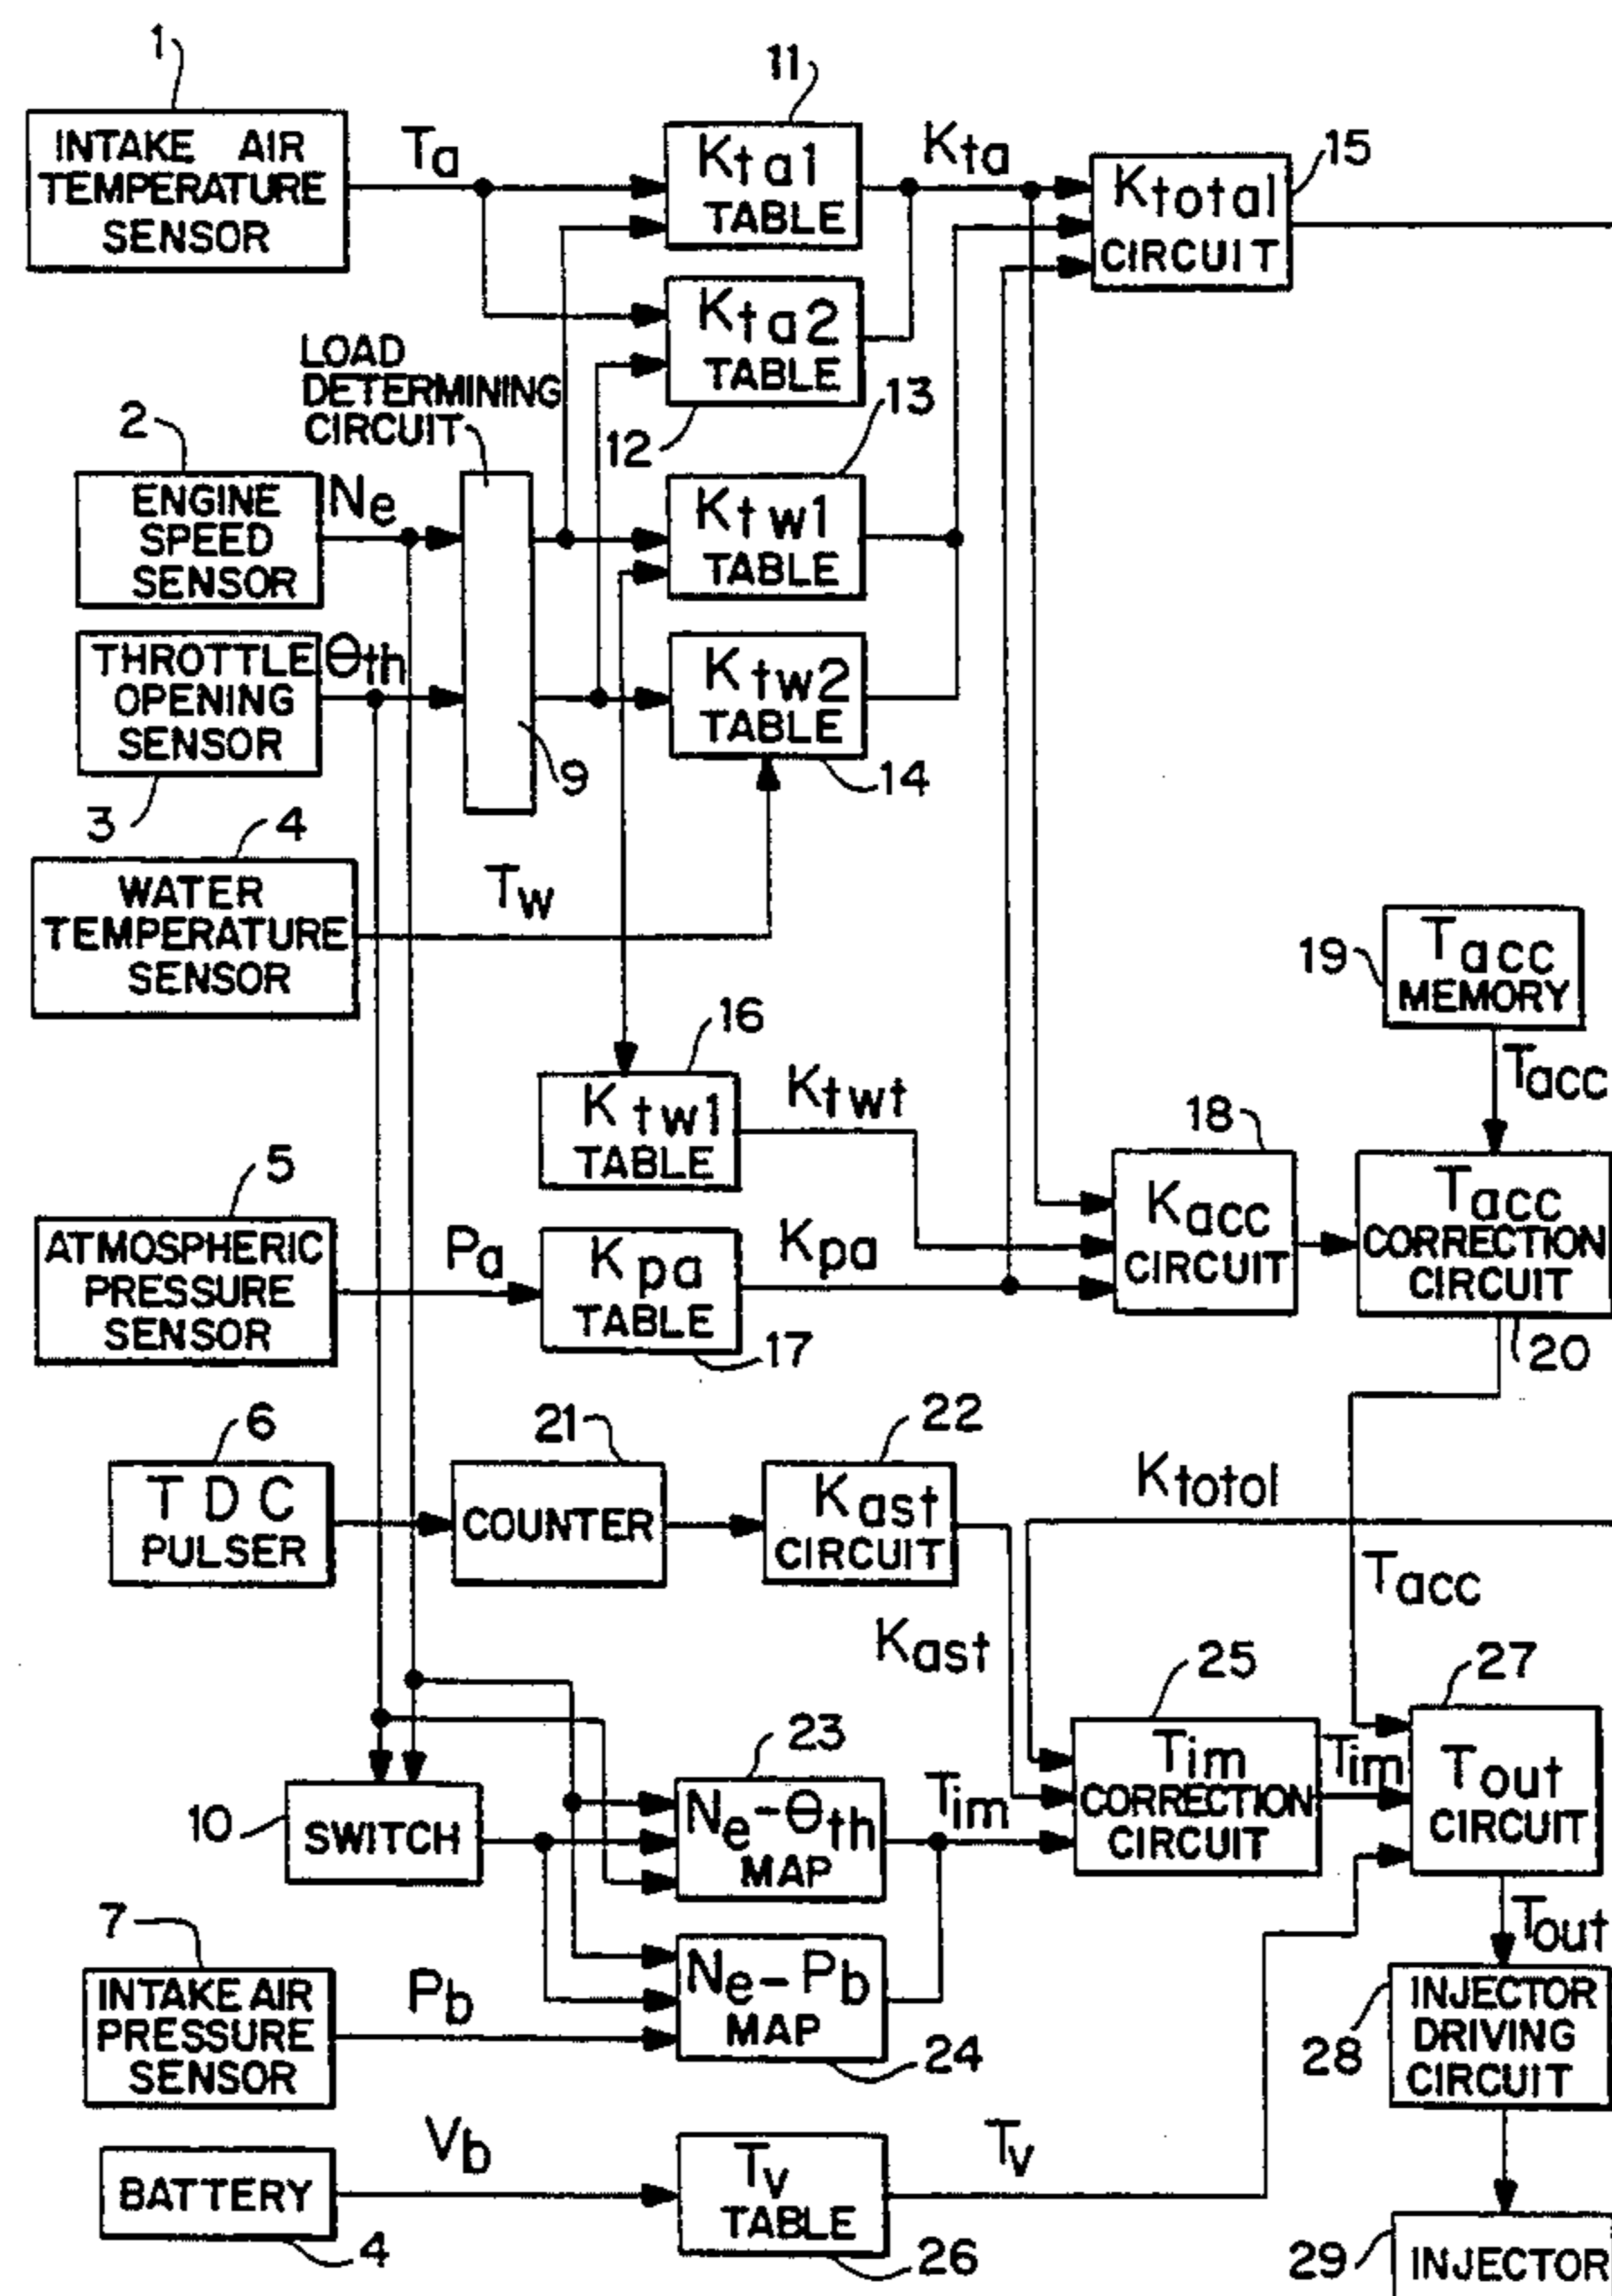 1
INTAKE AIR
TEMPERATURE
SENSOR
Ta
11
Kta1
TABLE
Kta
15
Ktotal
CIRCUIT
Kta2
TABLE
12
LOAD
DETERMINING
CIRCUIT
2
ENGINE
SPEED
SENSOR
Ne
13
Ktw1
TABLE
THROTTLE
OPENING
SENSOR
θth
3
9
Ktw2
TABLE
14
4
WATER
TEMPERATURE
SENSOR
Tw
19
Tacc
MEMORY
Tacc
16
Ktw1
TABLE
Ktwt
18
Kacc
CIRCUIT
Tacc
CORRECTION
CIRCUIT
20
5
ATMOSPHERIC
PRESSURE
SENSOR
Pa
Kpa
TABLE
Kpa
17
6
TDC
PULSER
21
COUNTER
22
Kast
CIRCUIT
Kast
Ktotol
Tacc
10
SWITCH
23
Ne-θth
MAP
Tim
25
Tim
CORRECTION
CIRCUIT
Tim
27
Tout
CIRCUIT
Tout
7
INTAKE AIR
PRESSURE
SENSOR
Pb
Ne-Pb
MAP
24
28
INJECTOR
DRIVING
CIRCUIT
BATTERY
4
Vb
Tv
TABLE
26
Tv
29
INJECTOR